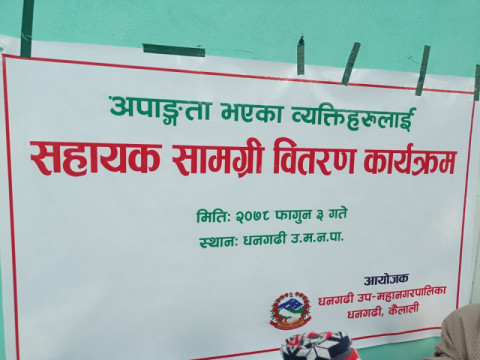 अपाङ्गता भएका व्यक्तिहरूलाई
सहायक सामग्री वितरण कार्यक्रम
मिति: २०७८ फागुन ३ गते
स्थान: धनगढी उ.म.न.पा.
आयोजक
धनगढी उप-महानगरपालिका
धनगढी, कैलाली